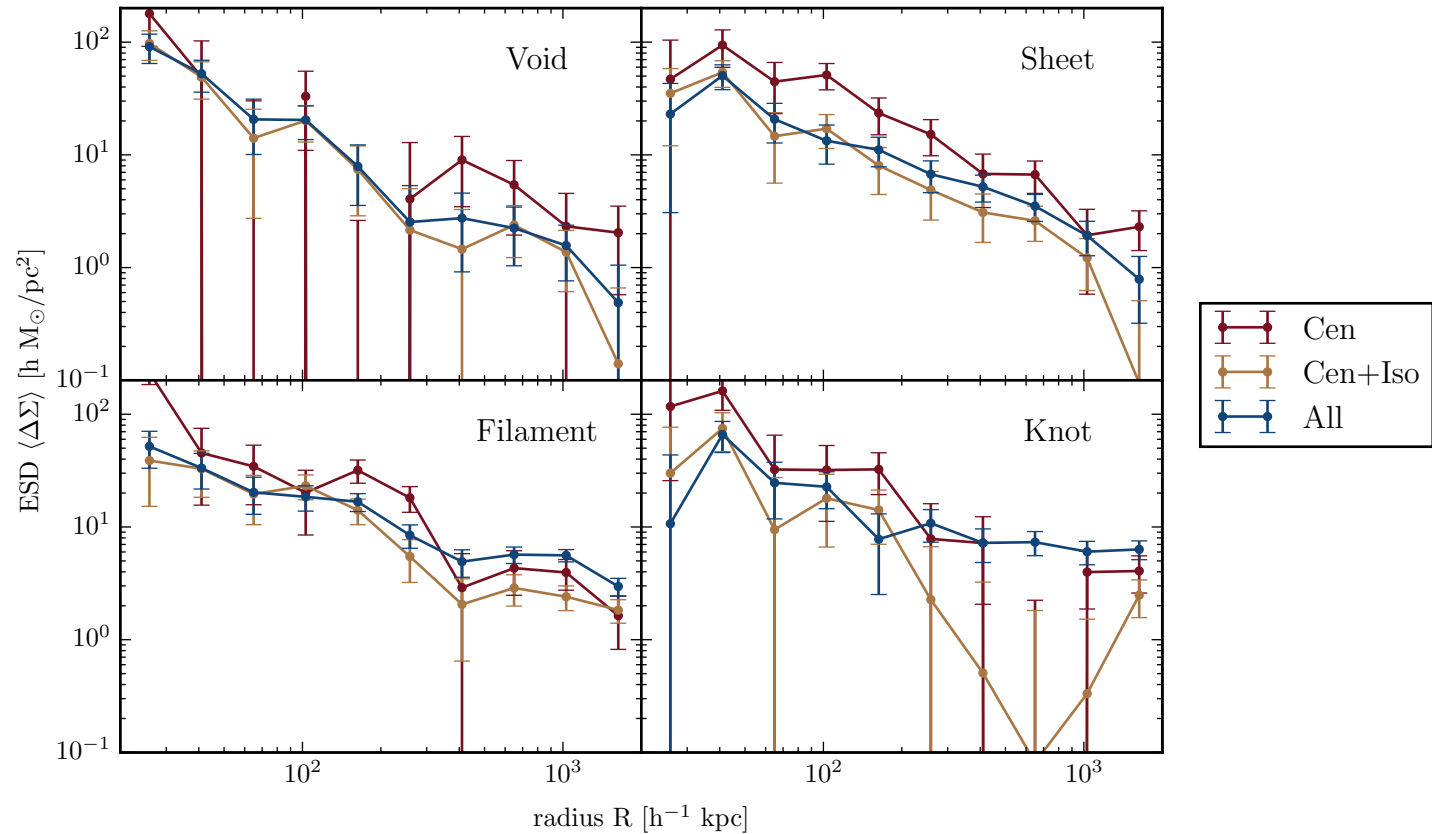 Void
Sheet
10²
10¹
10⁰
10⁻¹
Filament
Knot
10²
10¹
10⁰
10⁻¹
10²
10³
10²
10³
ESD ⟨ΔΣ⟩ [h M⊙/pc²]
radius R [h⁻¹ kpc]
Cen
Cen+Iso
All